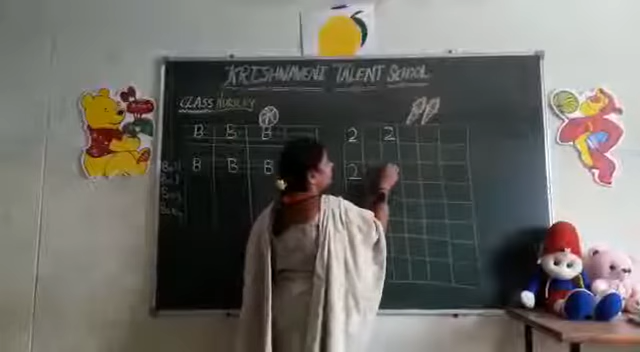 KRISHNAVENI TALENT SCHOOL
CLASS NURSERY
B B B 2 2
B B B 2